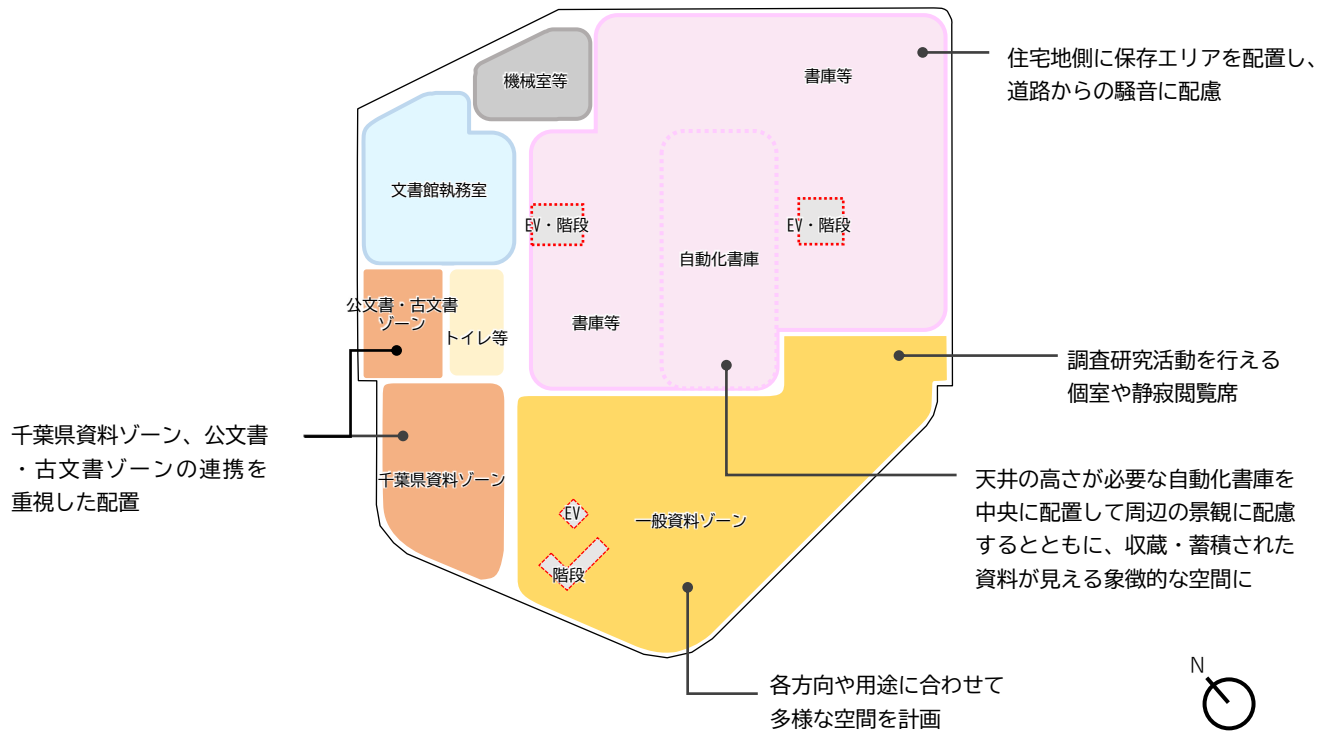 住宅地側に保存エリアを配置し、
道路からの騒音に配慮
機械室等
書庫等
文書館執務室
EV・階段
EV・階段
自動化書庫
公文書・古文書
ゾーン
トイレ等
書庫等
調査研究活動を行える
個室や静寂閲覧席
千葉県資料ゾーン、公文書
・古文書ゾーンの連携を
重視した配置
千葉県資料ゾーン
EV
階段
一般資料ゾーン
天井の高さが必要な自動化書庫を
中央に配置して周辺の景観に配慮
するとともに、収蔵・蓄積された
資料が見える象徴的な空間に
各方向や用途に合わせて
多様な空間を計画
N